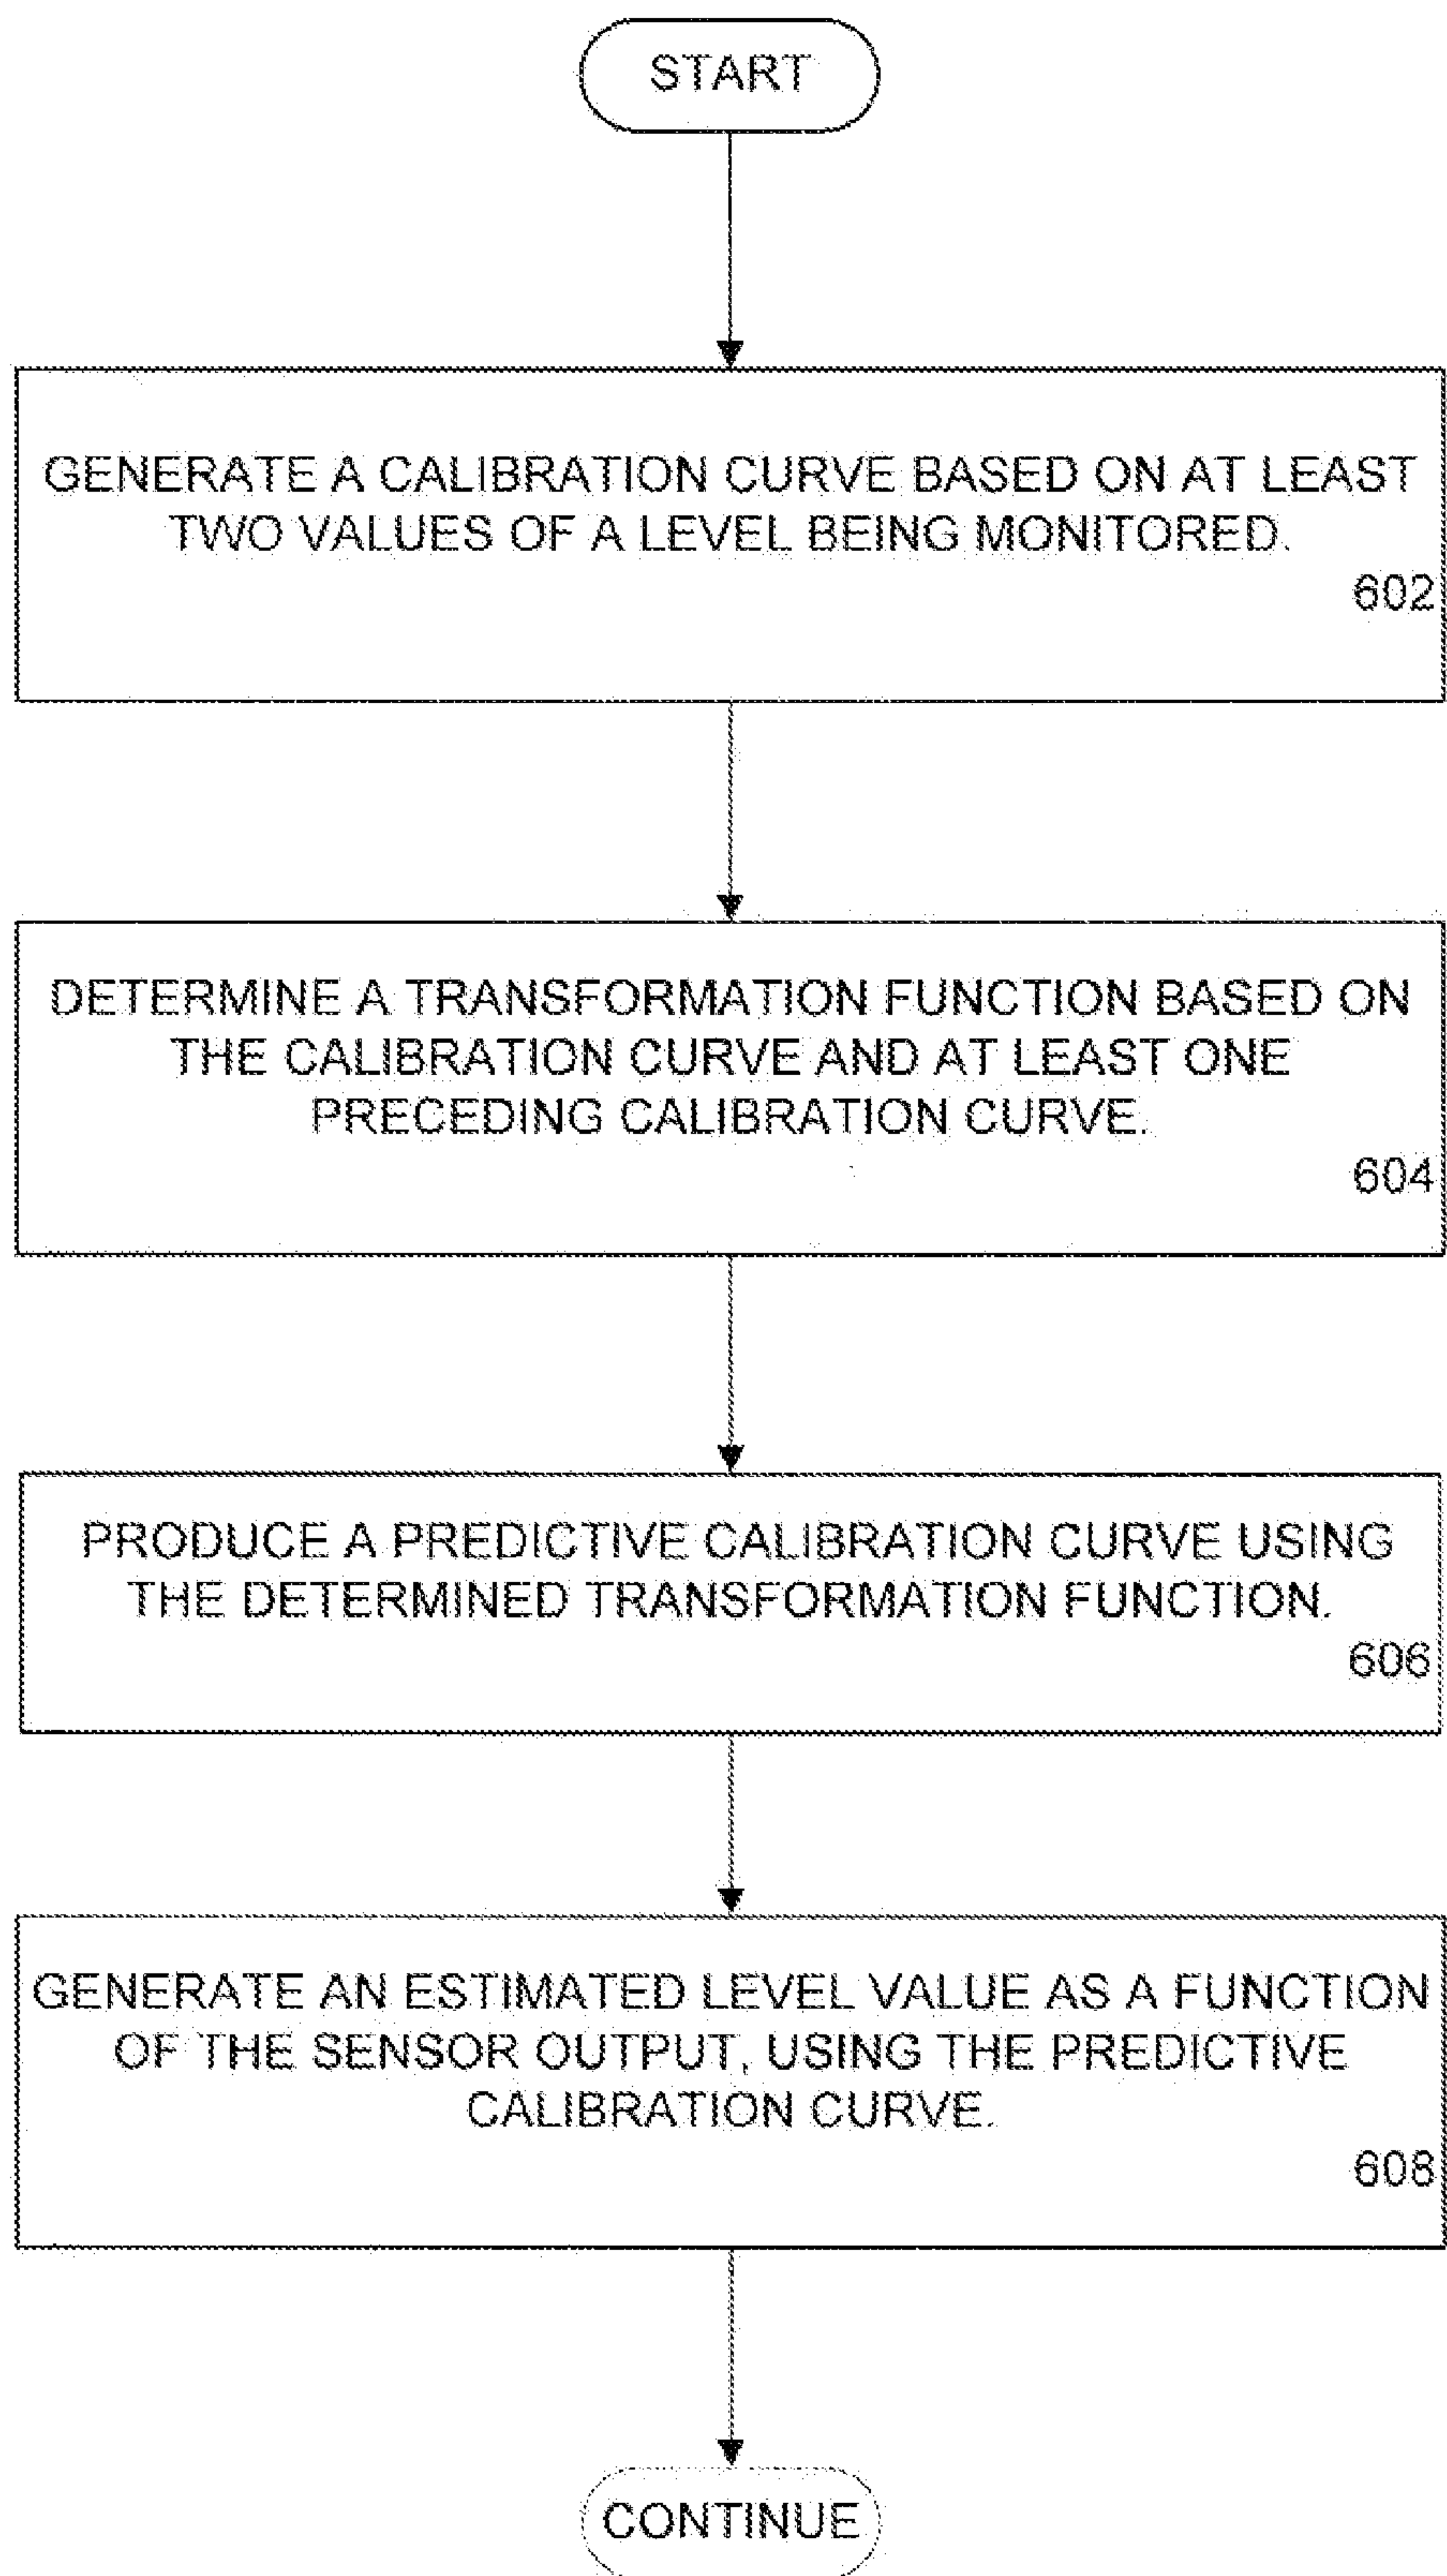 START
GENERATE A CALIBRATION CURVE BASED ON AT LEAST
TWO VALUES OF A LEVEL BEING MONITORED.
602
DETERMINE A TRANSFORMATION FUNCTION BASED ON
THE CALIBRATION CURVE AND AT LEAST ONE
PRECEDING CALIBRATION CURVE.
604
PRODUCE A PREDICTIVE CALIBRATION CURVE USING
THE DETERMINED TRANSFORMATION FUNCTION.
606
GENERATE AN ESTIMATED LEVEL VALUE AS A FUNCTION
OF THE SENSOR OUTPUT, USING THE PREDICTIVE
CALIBRATION CURVE.
608
CONTINUE